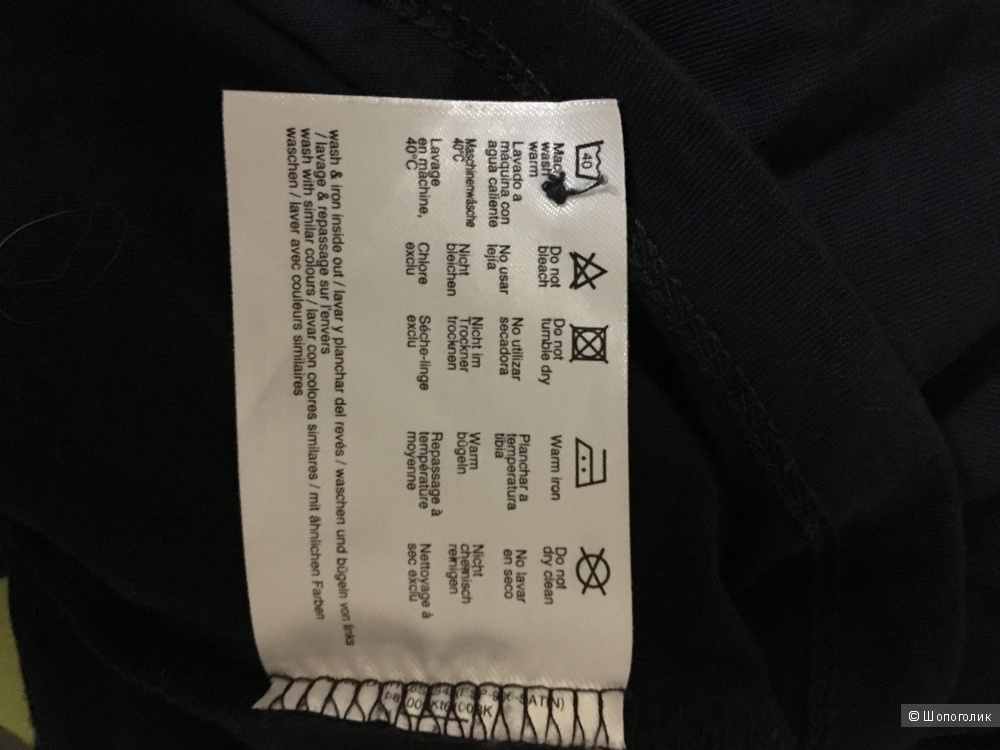 40
wash
warm
Lavado a
máquina con
agua caliente
Maschinenwäsche
40°C
Lavage
en machine,
40°C
Do not
bleach
No usar
lejía
Nicht
bleichen
Chlore
exclu
Do not
tumble dry
No utilizar
secadora
Nicht im
Trockner
trocknen
Séche-linge
exclu
Warm iron
Planchar a
temperatura
tibia
Warm
bügeln
Repassage à
température
moyenne
Do not
dry clean
No lavar
en seco
Nicht
chemisch
reinigen
Nettoyage à
sec exclu
wash & iron inside out / lavar y planchar del revés / waschen und bügeln von links
/ lavage & repassage sur l'envers
wash with similar colours / lavar con colores similares / mit ähnlichen Farben
waschen / laver avec couleurs similaires
© Шопоголик